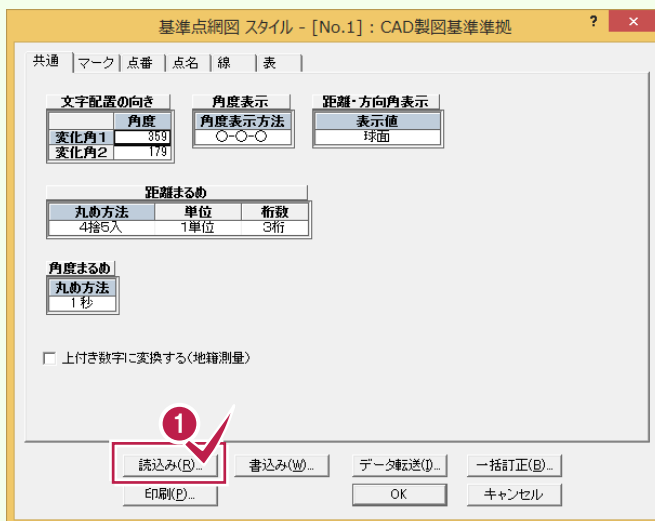 基準点網図 スタイル - [No.1] : CAD製図基準準拠 ? ×
共通 マーク 点番 点名 線 表
文字配置の向き 角度表示 距離・方向角表示
角度 角度表示方法 表示値
変化角1 359 ○-○-○ 球面
変化角2 179
距離まるめ
丸め方法 単位 桁数
4捨5入 1単位 3桁
角度まるめ
丸め方法
1秒
上付き数字に変換する(地籍測量)
1
読込み(R)... 書込み(W)... データ転送(I)... 一括訂正(B)...
印刷(P)... OK キャンセル